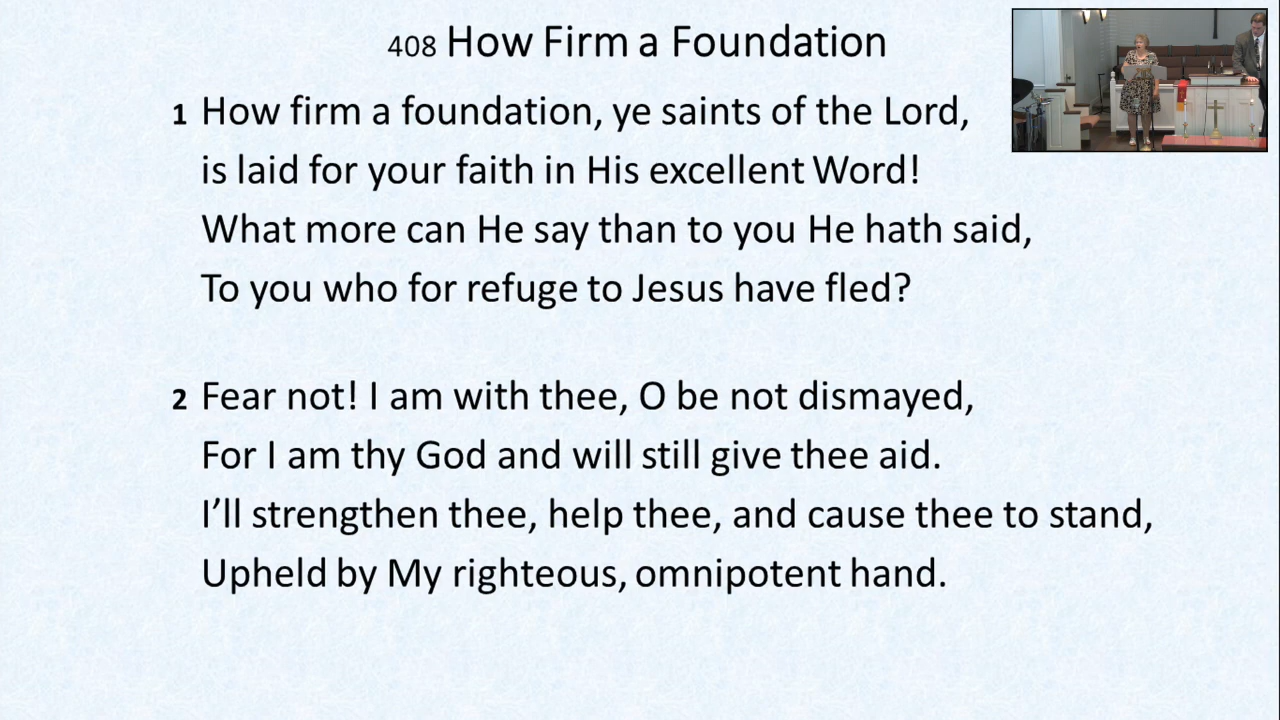 408 How Firm a Foundation
1 How firm a foundation, ye saints of the Lord,
is laid for your faith in His excellent Word!
What more can He say than to you He hath said,
To you who for refuge to Jesus have fled?
2 Fear not! I am with thee, O be not dismayed,
For I am thy God and will still give thee aid.
I’ll strengthen thee, help thee, and cause thee to stand,
Upheld by My righteous, omnipotent hand.